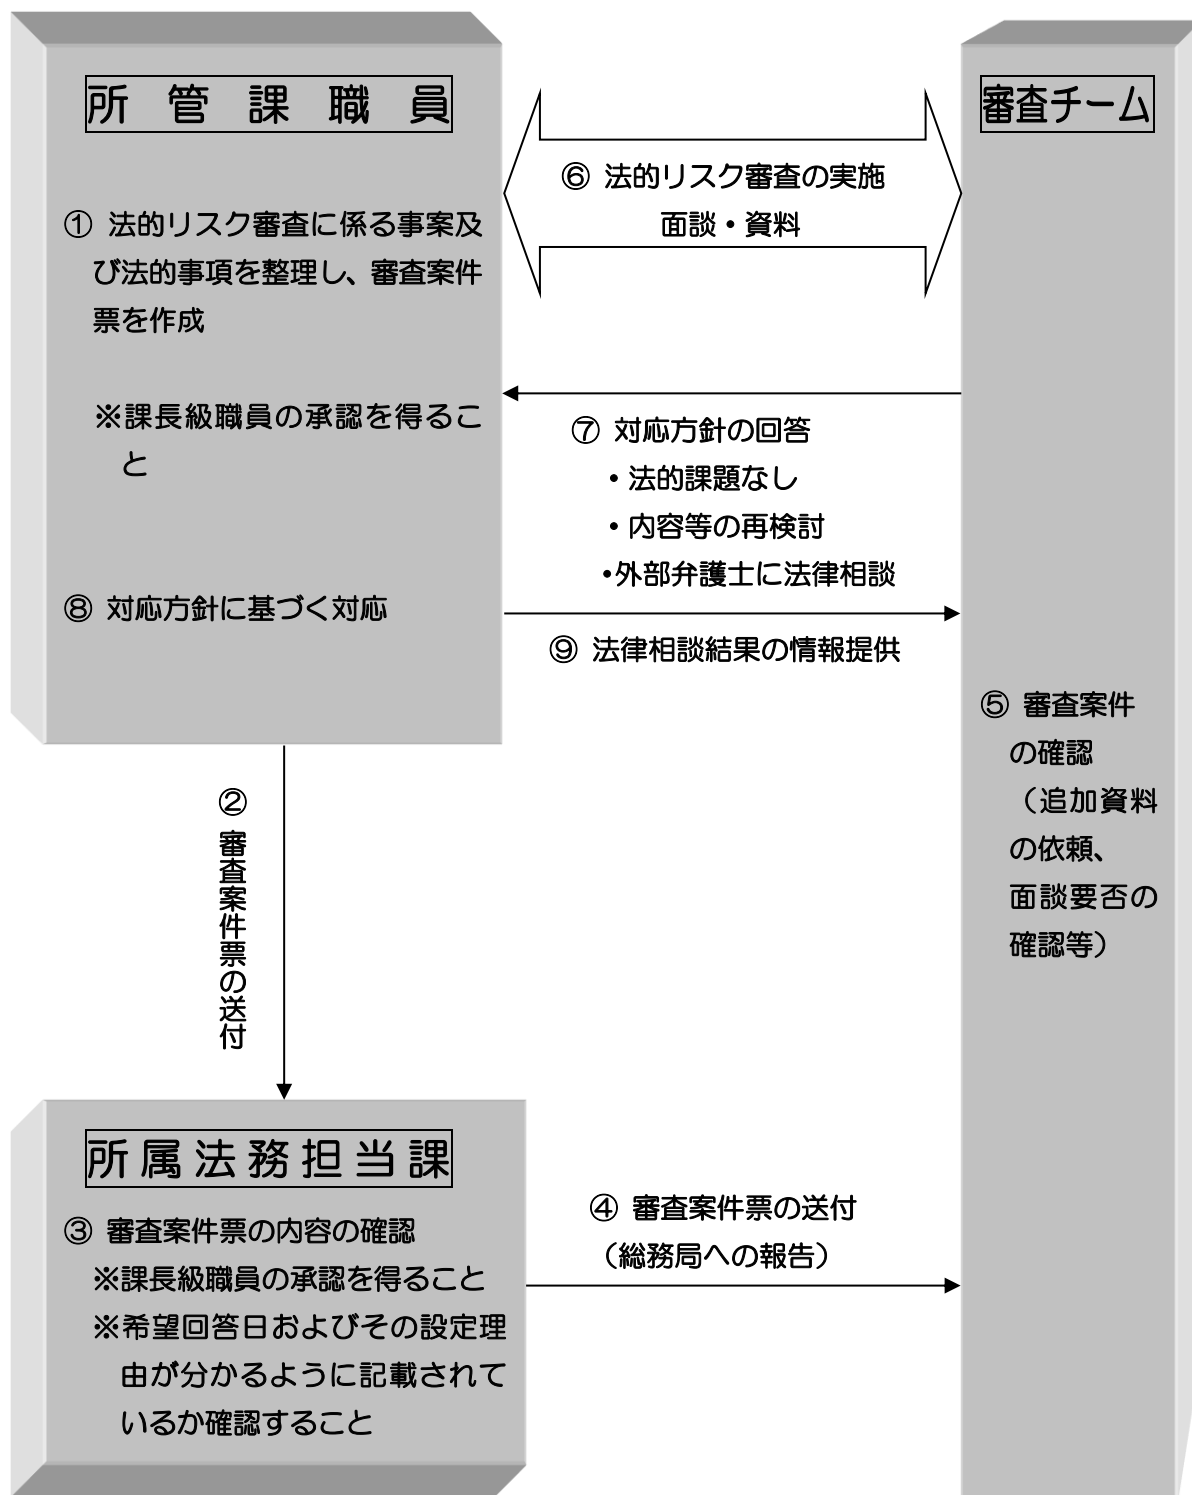 所管課職員
① 法的リスク審査に係る事案及
び法的事項を整理し、審査案件
票を作成
※課長級職員の承認を得るこ
と
⑧ 対応方針に基づく対応
⑥ 法的リスク審査の実施
面談・資料
⑦ 対応方針の回答
・法的課題なし
・内容等の再検討
・外部弁護士に法律相談
⑨ 法律相談結果の情報提供
審査チーム
⑤ 審査案件
の確認
（追加資料
の依頼、
面談要否の
確認等）
② 審査案件票の送付
所属法務担当課
③ 審査案件票の内容の確認
※課長級職員の承認を得ること
※希望回答日およびその設定理
由が分かるように記載されて
いるか確認すること
④ 審査案件票の送付
（総務局への報告）